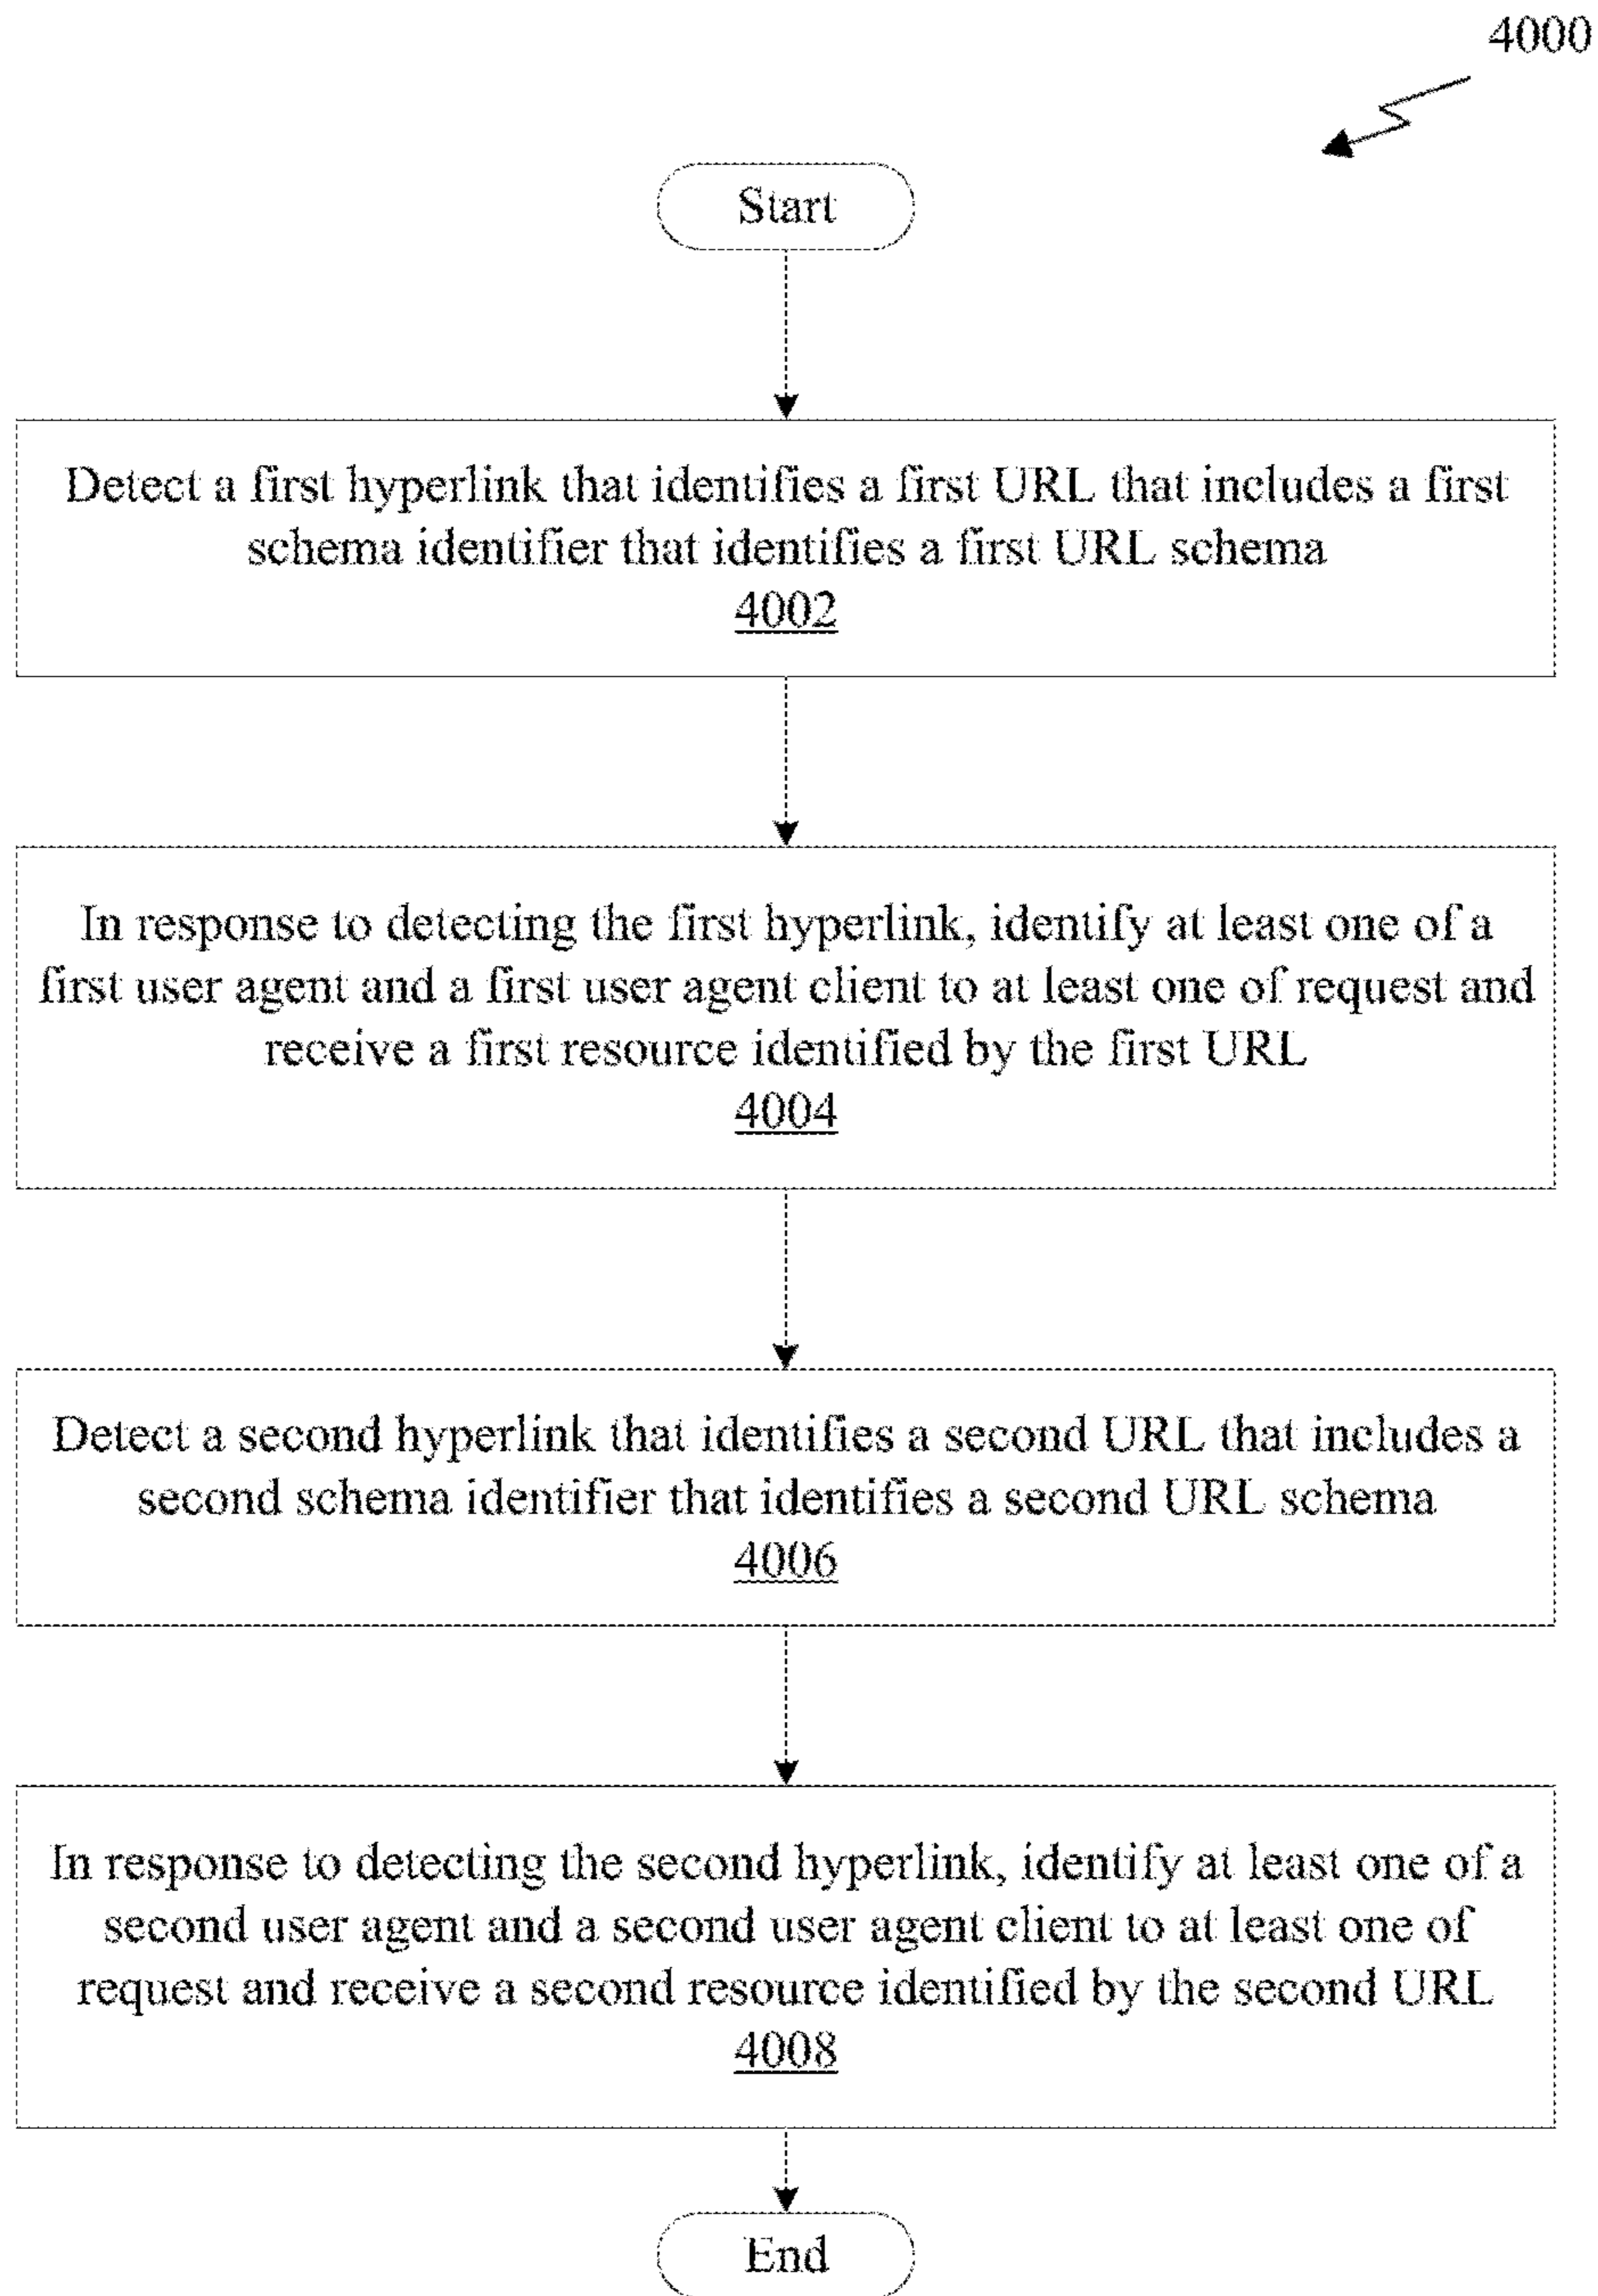 4000
Start
Detect a first hyperlink that identifies a first URL that includes a first
schema identifier that identifies a first URL schema
4002
In response to detecting the first hyperlink, identify at least one of a
first user agent and a first user agent client to at least one of request and
receive a first resource identified by the first URL
4004
Detect a second hyperlink that identifies a second URL that includes a
second schema identifier that identifies a second URL schema
4006
In response to detecting the second hyperlink, identify at least one of a
second user agent and a second user agent client to at least one of
request and receive a second resource identified by the second URL
4008
End